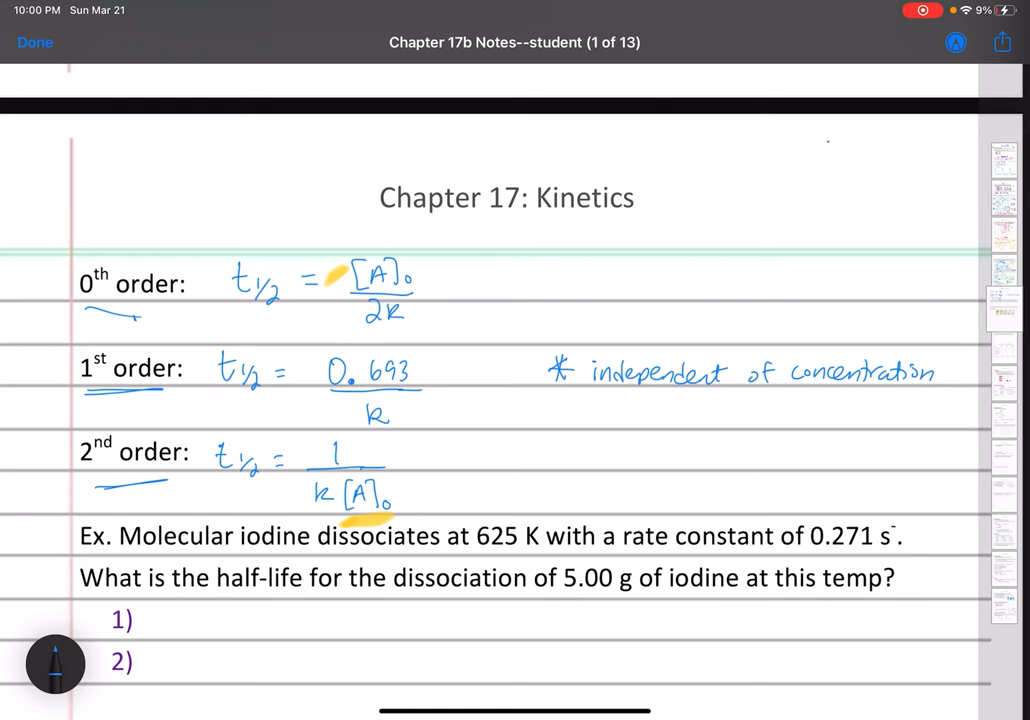 10:00 PM Sun Mar 21 9%
Done Chapter 17b Notes--student (1 of 13)
Chapter 17: Kinetics
0th order: t1/2 = [A]0 / 2k
1st order: t1/2 = 0.693 / k * independent of concentration
2nd order: t1/2 = 1 / k[A]0
Ex. Molecular iodine dissociates at 625 K with a rate constant of 0.271 s-.
What is the half-life for the dissociation of 5.00 g of iodine at this temp?
1)
2)